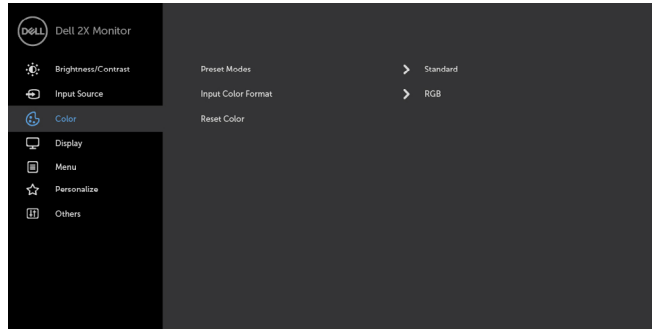 DELL Dell 2X Monitor
Brightness/Contrast Preset Modes Standard
Input Source Input Color Format RGB
Color Reset Color
Display
Menu
Personalize
Others